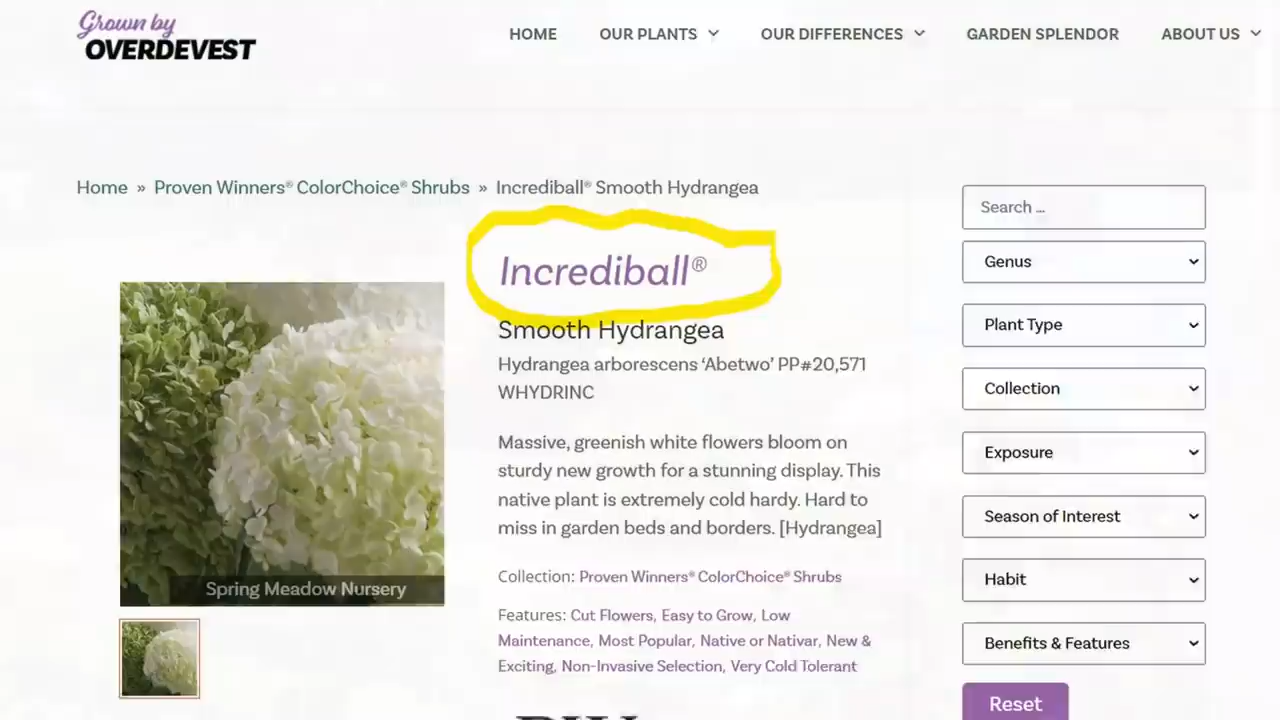 Grown by
OVERDEVEST
HOME
OUR PLANTS
OUR DIFFERENCES
GARDEN SPLENDOR
ABOUT US
Home » Proven Winners® ColorChoice® Shrubs » Incrediball® Smooth Hydrangea
Incrediball®
Smooth Hydrangea
Hydrangea arborescens ‘Abetwo’ PP#20,571
WHYDRINC
Massive, greenish white flowers bloom on
sturdy new growth for a stunning display. This
native plant is extremely cold hardy. Hard to
miss in garden beds and borders. [Hydrangea]
Collection: Proven Winners® ColorChoice® Shrubs
Features: Cut Flowers, Easy to Grow, Low
Maintenance, Most Popular, Native or Nativar, New &
Exciting, Non-Invasive Selection, Very Cold Tolerant
Spring Meadow Nursery
Search ...
Genus
Plant Type
Collection
Exposure
Season of Interest
Habit
Benefits & Features
Reset